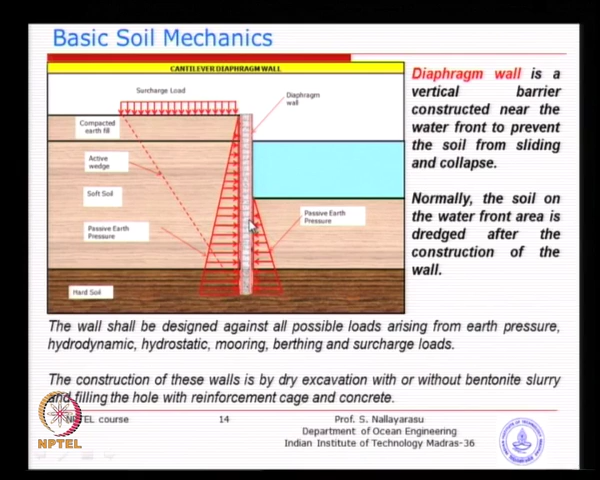 Basic Soil Mechanics
CANTILEVER DIAPHRAGM WALL
Surcharge Load
Diaphragm
wall
Compacted
earth fill
Active
wedge
Soft Soil
Passive Earth
Pressure
Passive Earth
Pressure
Hard Soil
Diaphragm wall is a
vertical barrier
constructed near the
water front to prevent
the soil from sliding
and collapse.
Normally, the soil on
the water front area is
dredged after the
construction of the
wall.
The wall shall be designed against all possible loads arising from earth pressure,
hydrodynamic, hydrostatic, mooring, berthing and surcharge loads.
The construction of these walls is by dry excavation with or without bentonite slurry
and filling the hole with reinforcement cage and concrete.
NPTEL course
14
Prof. S. Nallayarasu
Department of Ocean Engineering
Indian Institute of Technology Madras-36
NPTEL